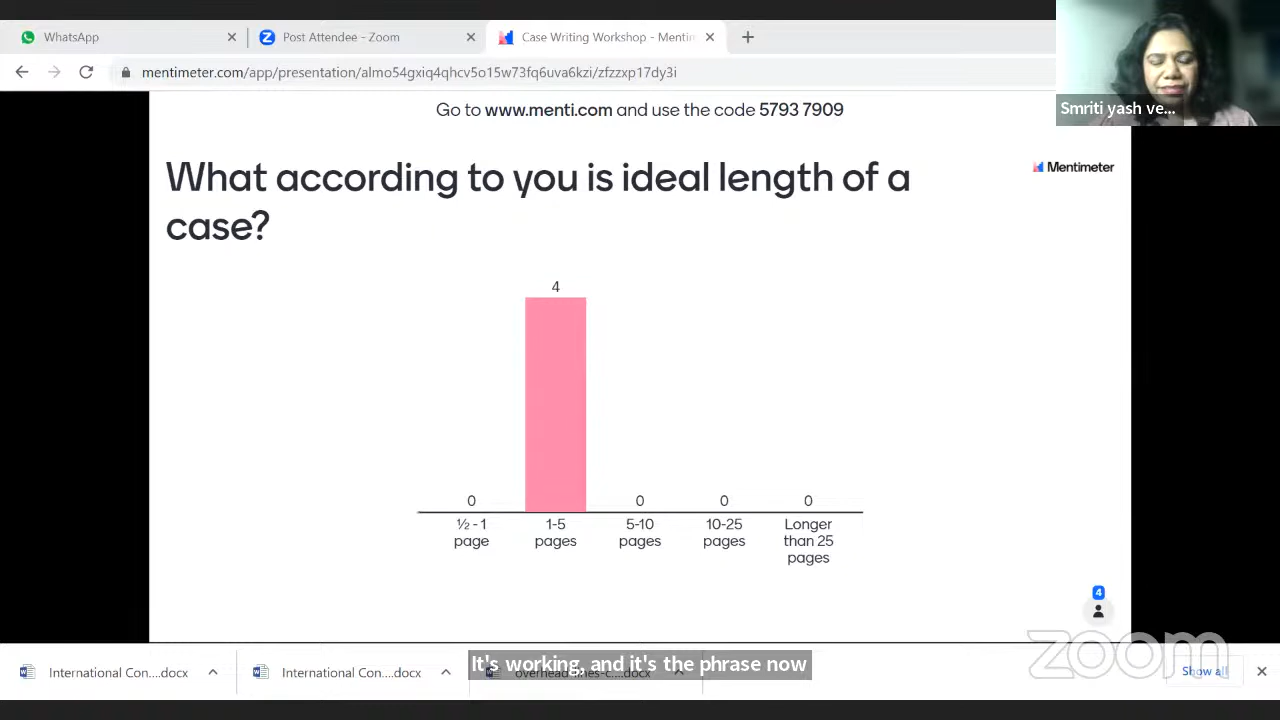 WhatsApp
Post Attendee - Zoom
Case Writing Workshop - Mentin
mentimeter.com/app/presentation/almo54gxiq4qhcv5o15w73fq6uva6kzi/zfzzxp17dy3i
Smriti yash ve...
Go to www.menti.com and use the code 5793 7909
What according to you is ideal length of a
case?
Mentimeter
4
0
0
0
0
½ - 1
page
1-5
pages
5-10
pages
10-25
pages
Longer
than 25
pages
4
zoom
It's working, and it's the phrase now
International Con....docx
International Con....docx
overhead lines-c....docx
Show all